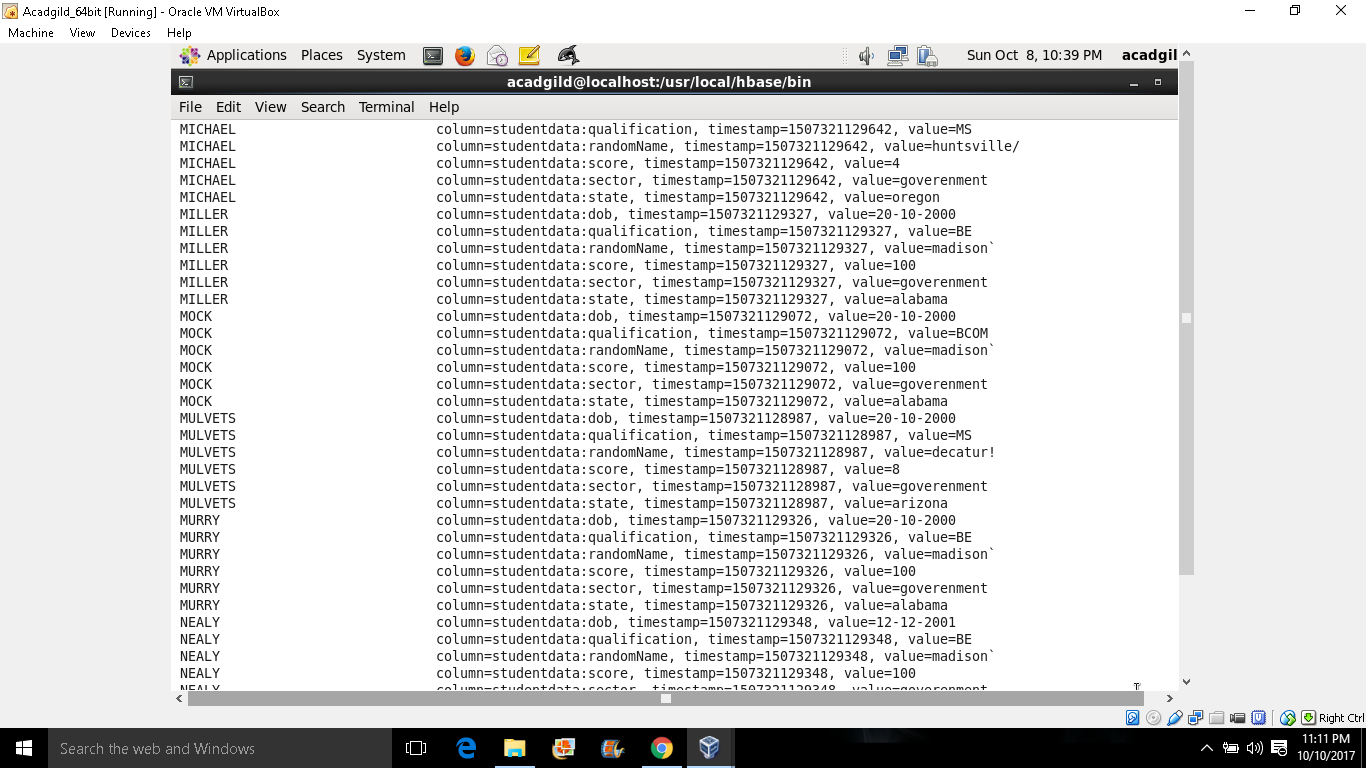 Acadgild_64bit [Running] - Oracle VM VirtualBox
Machine View Devices Help
Applications Places System Sun Oct 8, 10:39 PM acadgil
acadgild@localhost:/usr/local/hbase/bin
File Edit View Search Terminal Help
MICHAEL column=studentdata:qualification, timestamp=1507321129642, value=MS
MICHAEL column=studentdata:randomName, timestamp=1507321129642, value=huntsville/
MICHAEL column=studentdata:score, timestamp=1507321129642, value=4
MICHAEL column=studentdata:sector, timestamp=1507321129642, value=goverenment
MICHAEL column=studentdata:state, timestamp=1507321129642, value=oregon
MILLER column=studentdata:dob, timestamp=1507321129327, value=20-10-2000
MILLER column=studentdata:qualification, timestamp=1507321129327, value=BE
MILLER column=studentdata:randomName, timestamp=1507321129327, value=madison`
MILLER column=studentdata:score, timestamp=1507321129327, value=100
MILLER column=studentdata:sector, timestamp=1507321129327, value=goverenment
MILLER column=studentdata:state, timestamp=1507321129327, value=alabama
MOCK column=studentdata:dob, timestamp=1507321129072, value=20-10-2000
MOCK column=studentdata:qualification, timestamp=1507321129072, value=BCOM
MOCK column=studentdata:randomName, timestamp=1507321129072, value=madison`
MOCK column=studentdata:score, timestamp=1507321129072, value=100
MOCK column=studentdata:sector, timestamp=1507321129072, value=goverenment
MOCK column=studentdata:state, timestamp=1507321129072, value=alabama
MULVETS column=studentdata:dob, timestamp=1507321128987, value=20-10-2000
MULVETS column=studentdata:qualification, timestamp=1507321128987, value=MS
MULVETS column=studentdata:randomName, timestamp=1507321128987, value=decatur!
MULVETS column=studentdata:score, timestamp=1507321128987, value=8
MULVETS column=studentdata:sector, timestamp=1507321128987, value=goverenment
MULVETS column=studentdata:state, timestamp=1507321128987, value=arizona
MURRY column=studentdata:dob, timestamp=1507321129326, value=20-10-2000
MURRY column=studentdata:qualification, timestamp=1507321129326, value=BE
MURRY column=studentdata:randomName, timestamp=1507321129326, value=madison`
MURRY column=studentdata:score, timestamp=1507321129326, value=100
MURRY column=studentdata:sector, timestamp=1507321129326, value=goverenment
MURRY column=studentdata:state, timestamp=1507321129326, value=alabama
NEALY column=studentdata:dob, timestamp=1507321129348, value=12-12-2001
NEALY column=studentdata:qualification, timestamp=1507321129348, value=BE
NEALY column=studentdata:randomName, timestamp=1507321129348, value=madison`
NEALY column=studentdata:score, timestamp=1507321129348, value=100
NEALY column=studentdata:sector, timestamp=1507321129348, value=goverenment
Right Ctrl
Search the web and Windows
11:11 PM
10/10/2017